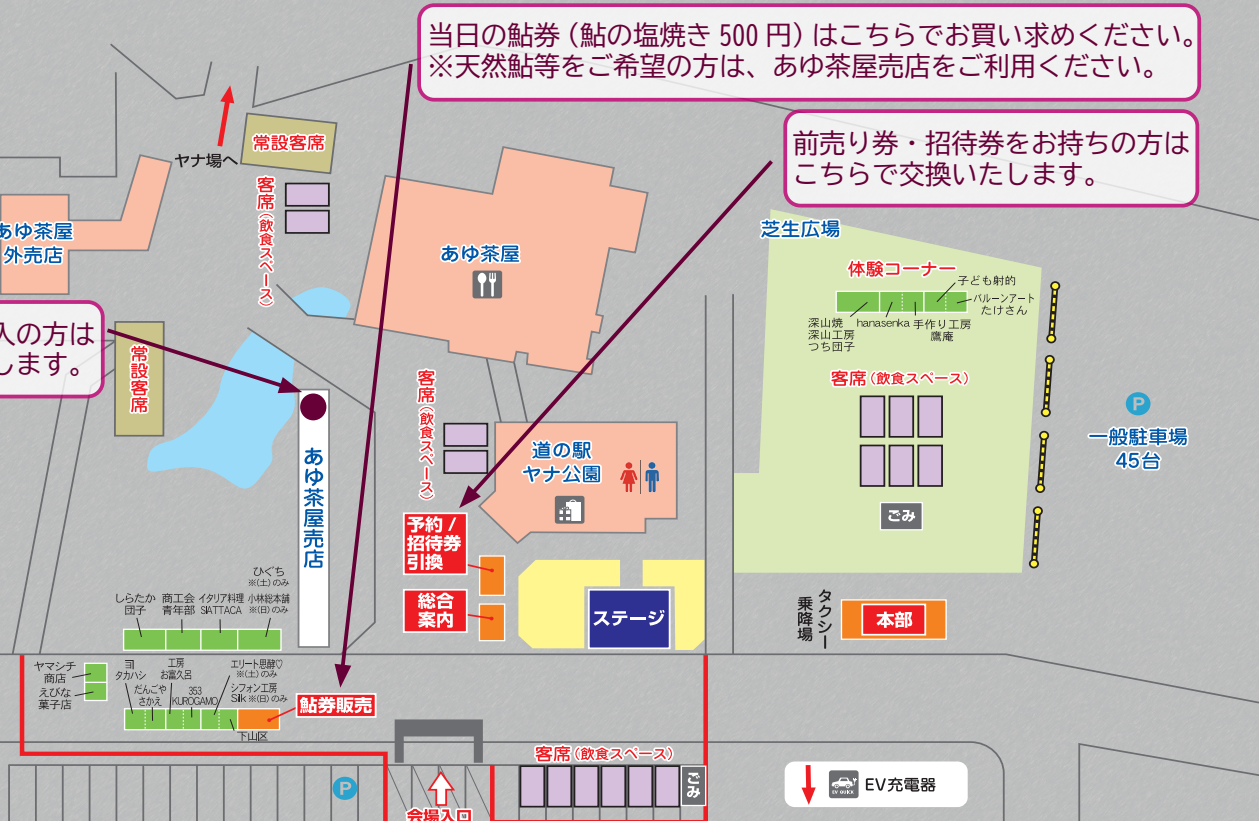 当日の鮎券（鮎の塩焼き 500 円）はこちらでお買い求めください。
※天然鮎等をご希望の方は、あゆ茶屋売店をご利用ください。
前売り券・招待券をお持ちの方は
こちらで交換いたします。
ヤナ場へ
常設客席
客席（飲食スペース）
あゆ茶屋
外売店
あゆ茶屋
芝生広場
体験コーナー
子ども射的
バルーンアート
たけさん
深山焼
深山工房
つち団子
hanasenka
手作り工房
鷹庵
客席（飲食スペース）
ごみ
P
一般駐車場
45台
入の方は
します。
常設客席
あゆ茶屋売店
客席（飲食スペース）
道の駅
ヤナ公園
予約 /
招待券
引換
総合
案内
ステージ
タクシー
乗降場
本部
しらたか
団子
商工会
青年部
イタリア料理
SIATTACA
ひぐち
※(土)のみ
小林総本舗
※(日)のみ
ヤマシチ
商店
えびな
菓子店
ヨ
タカハシ
だんごや
さかえ
工房
お富久呂
353
KUROGAMO
エリート思酵♡
※(土)のみ
シフォン工房
Silk ※(日)のみ
下山区
鮎券販売
P
会場入口
客席（飲食スペース）
ごみ
EV QUICK
EV充電器